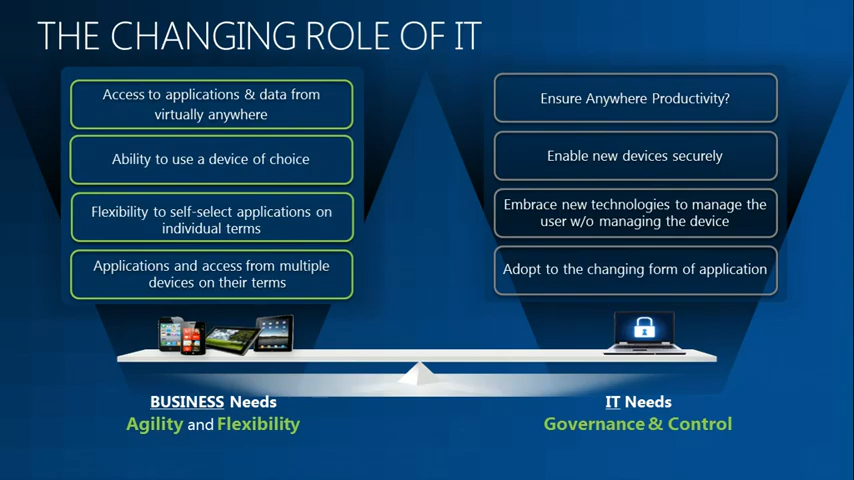 THE CHANGING ROLE OF IT
Access to applications & data from
virtually anywhere
Ability to use a device of choice
Flexibility to self-select applications on
individual terms
Applications and access from multiple
devices on their terms
Ensure Anywhere Productivity?
Enable new devices securely
Embrace new technologies to manage the
user w/o managing the device
Adopt to the changing form of application
BUSINESS Needs
Agility and Flexibility
IT Needs
Governance & Control